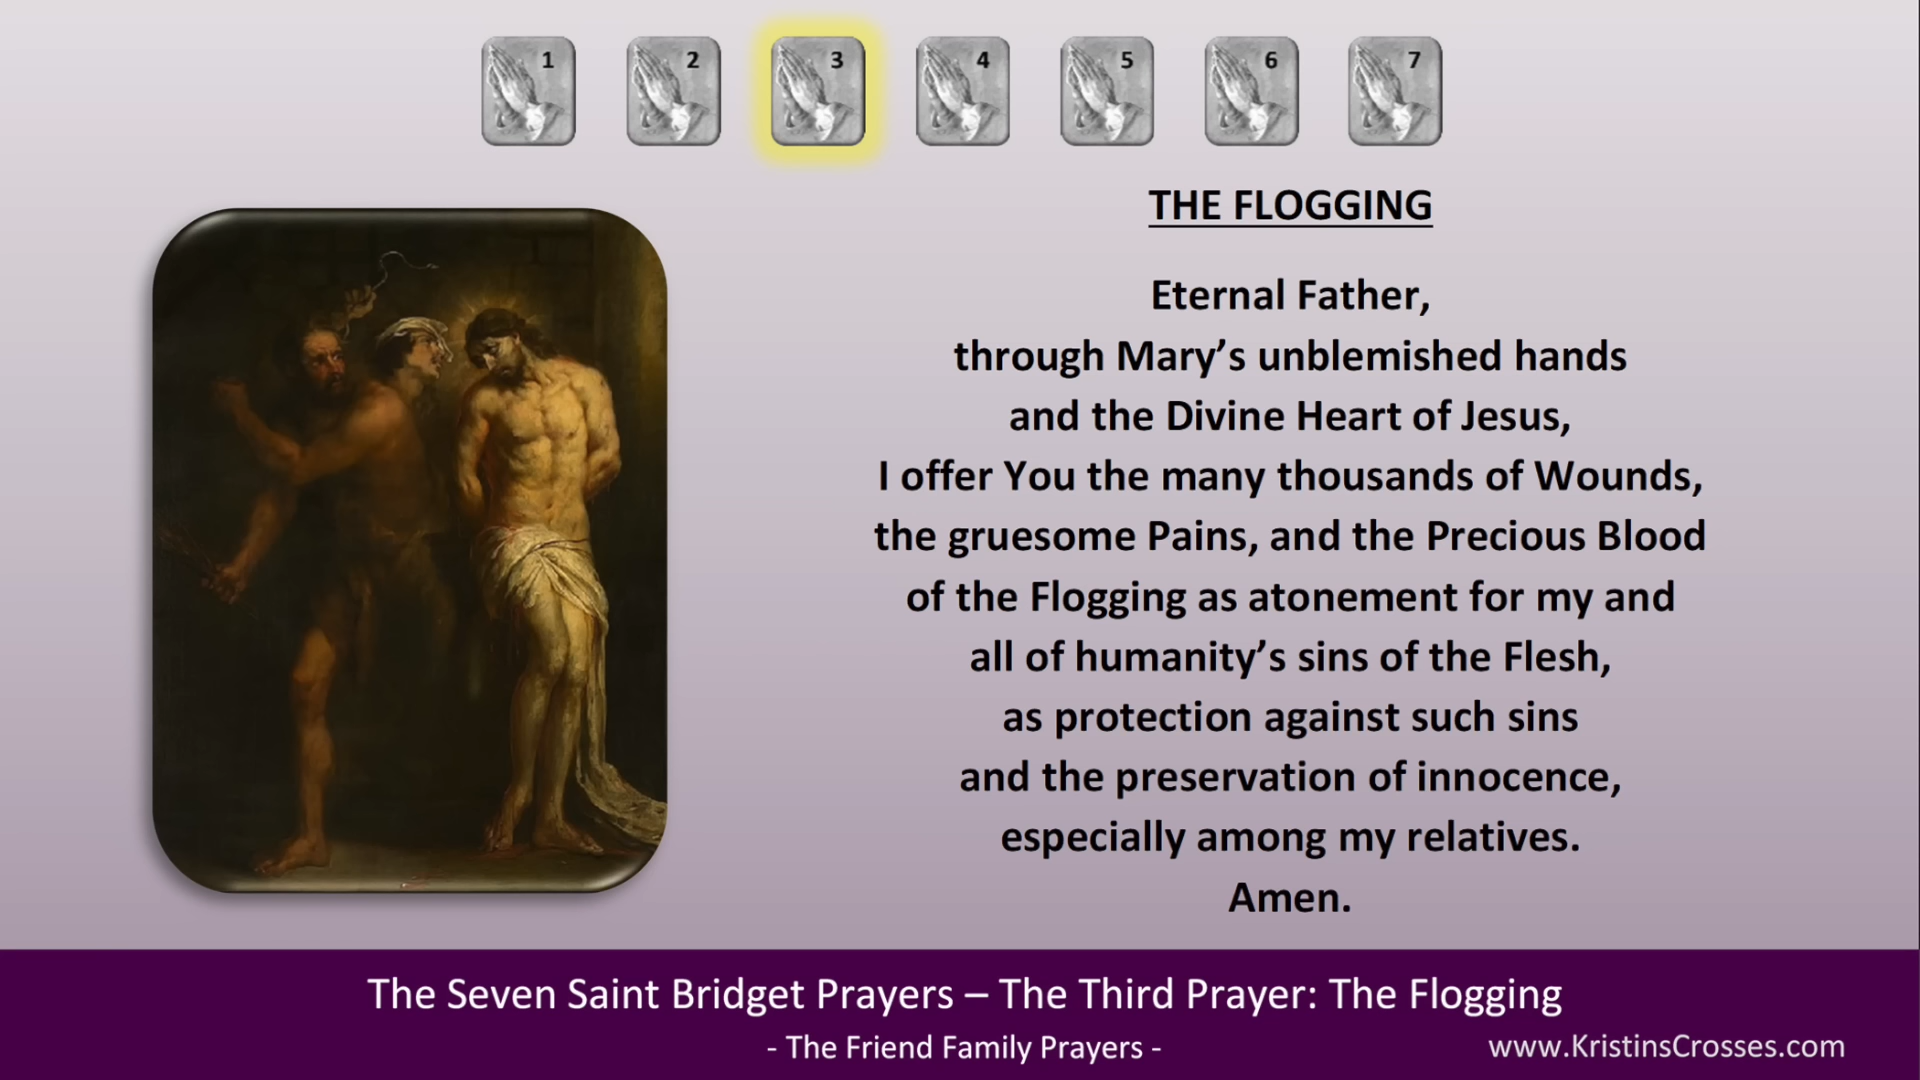 1
2
3
4
5
6
7
THE FLOGGING
Eternal Father,
through Mary’s unblemished hands
and the Divine Heart of Jesus,
I offer You the many thousands of Wounds,
the gruesome Pains, and the Precious Blood
of the Flogging as atonement for my and
all of humanity’s sins of the Flesh,
as protection against such sins
and the preservation of innocence,
especially among my relatives.
Amen.
The Seven Saint Bridget Prayers – The Third Prayer: The Flogging
- The Friend Family Prayers -
www.KristinsCrosses.com